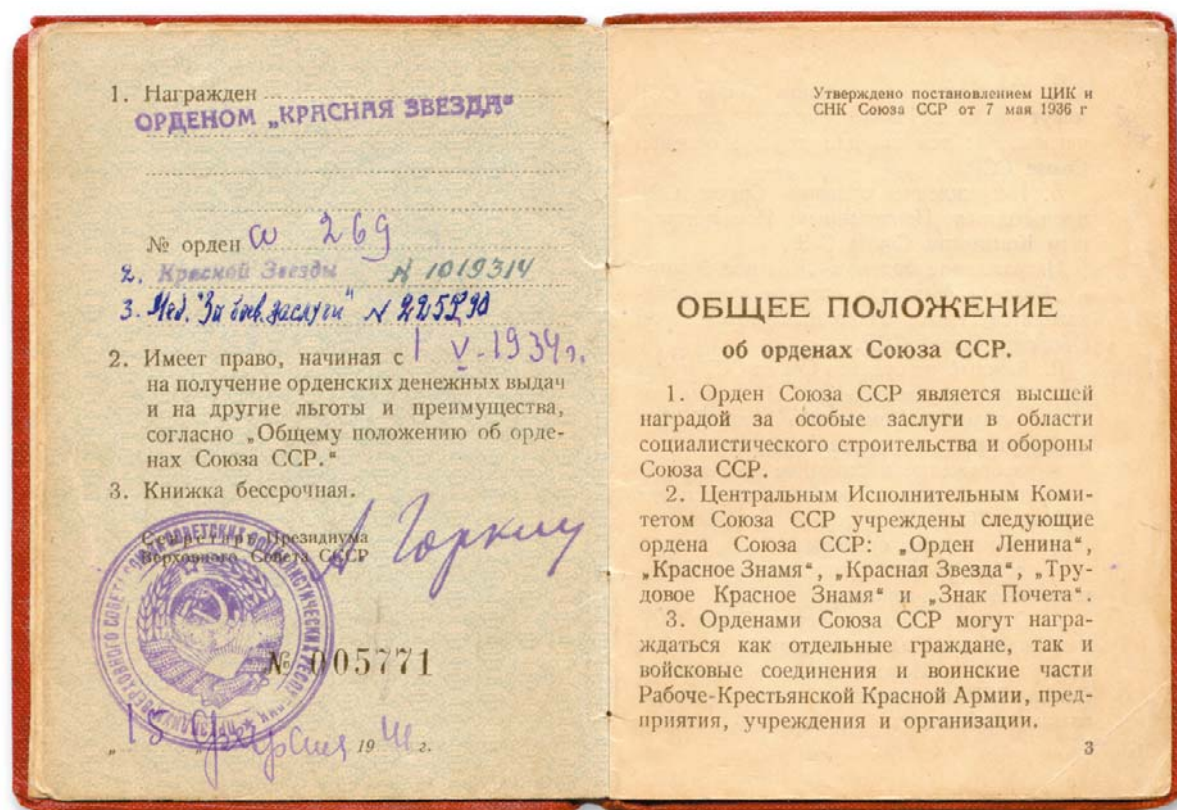 1. Награжден
ОРДЕНОМ „КРАСНАЯ ЗВЕЗДА“
№ орден 269
2. Красной Звезды N 1019314
3. Мед. "За боев. заслуги" N
2. Имеет право, начиная с 1 V-1934 г.
на получение орденских денежных выдач
и на другие льготы и преимущества,
согласно „Общему положению об орде-
нах Союза ССР.“
3. Книжка бессрочная.
Секретарь Президиума
Верховного Совета СССР
А Горкин
№ 005771
„15 февраля 1941 г.
Утверждено постановлением ЦИК и
СНК Союза ССР от 7 мая 1936 г
ОБЩЕЕ ПОЛОЖЕНИЕ
об орденах Союза ССР.
1. Орден Союза ССР является высшей
наградой за особые заслуги в области
социалистического строительства и обороны
Союза ССР.
2. Центральным Исполнительным Коми-
тетом Союза ССР учреждены следующие
ордена Союза ССР: „Орден Ленина“,
„Красное Знамя“, „Красная Звезда“, „Тру-
довое Красное Знамя“ и „Знак Почета“.
3. Орденами Союза ССР могут награ-
ждаться как отдельные граждане, так и
войсковые соединения и воинские части
Рабоче-Крестьянской Красной Армии, пред-
приятия, учреждения и организации.
3